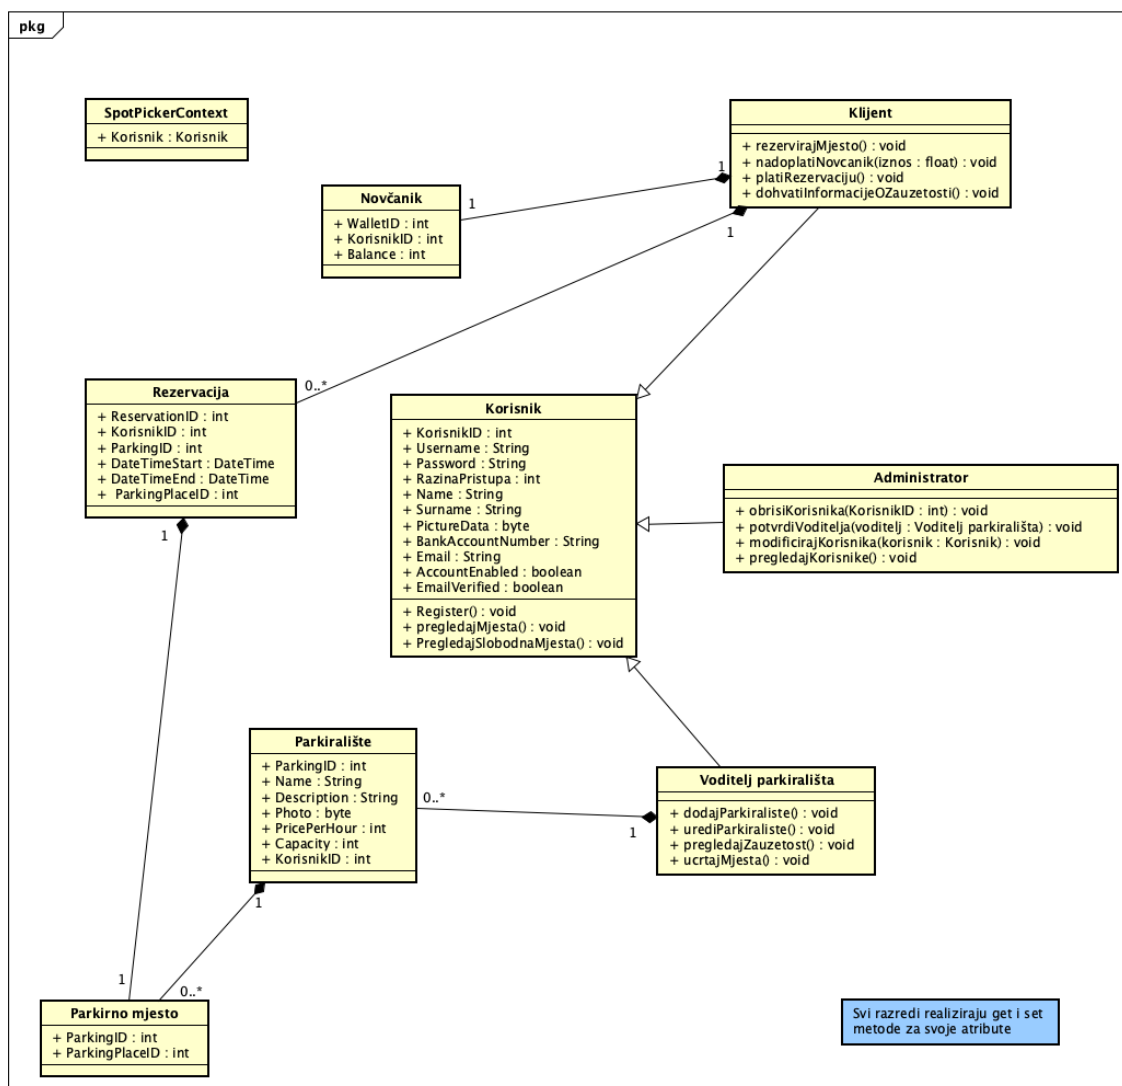 pkg
SpotPickerContext
+ Korisnik : Korisnik
Klijent
+ rezervirajMjesto() : void
+ nadoplatiNovcanik(iznos : float) : void
+ platiRezervaciju() : void
+ dohvatiInformacijeOZauzetosti() : void
1
1
1
Novčanik
+ WalletID : int
+ KorisnikID : int
+ Balance : int
0..*
Rezervacija
+ ReservationID : int
+ KorisnikID : int
+ ParkingID : int
+ DateTimeStart : DateTime
+ DateTimeEnd : DateTime
+ ParkingPlaceID : int
1
Korisnik
+ KorisnikID : int
+ Username : String
+ Password : String
+ RazinaPristupa : int
+ Name : String
+ Surname : String
+ PictureData : byte
+ BankAccountNumber : String
+ Email : String
+ AccountEnabled : boolean
+ EmailVerified : boolean
+ Register() : void
+ pregledajMjesta() : void
+ PregledajSlobodnaMjesta() : void
Administrator
+ obrisiKorisnika(KorisnikID : int) : void
+ potvrdiVoditelja(voditelj : Voditelj parkirališta) : void
+ modificirajKorisnika(korisnik : Korisnik) : void
+ pregledajKorisnike() : void
Parkiralište
+ ParkingID : int
+ Name : String
+ Description : String
+ Photo : byte
+ PricePerHour : int
+ Capacity : int
+ KorisnikID : int
0..*
1
Voditelj parkirališta
+ dodajParkiraliste() : void
+ urediParkiraliste() : void
+ pregledajZauzetost() : void
+ ucrtajMjesta() : void
1
1
0..*
Parkirno mjesto
+ ParkingID : int
+ ParkingPlaceID : int
Svi razredi realiziraju get i set
metode za svoje atribute